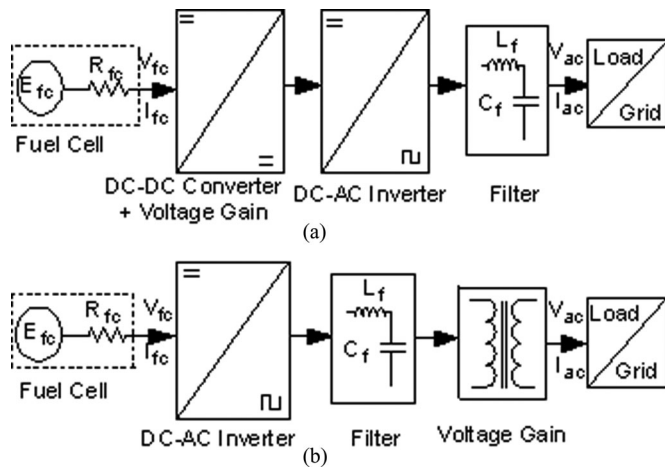 E fc
R fc
V fc
I fc
Fuel Cell
=
=
DC-DC Converter
+ Voltage Gain
=
DC-AC Inverter
L f
C f
Filter
V ac
I ac
Load
Grid
(a)
E fc
R fc
V fc
I fc
Fuel Cell
=
DC-AC Inverter
L f
C f
Filter
Voltage Gain
V ac
I ac
Load
Grid
(b)